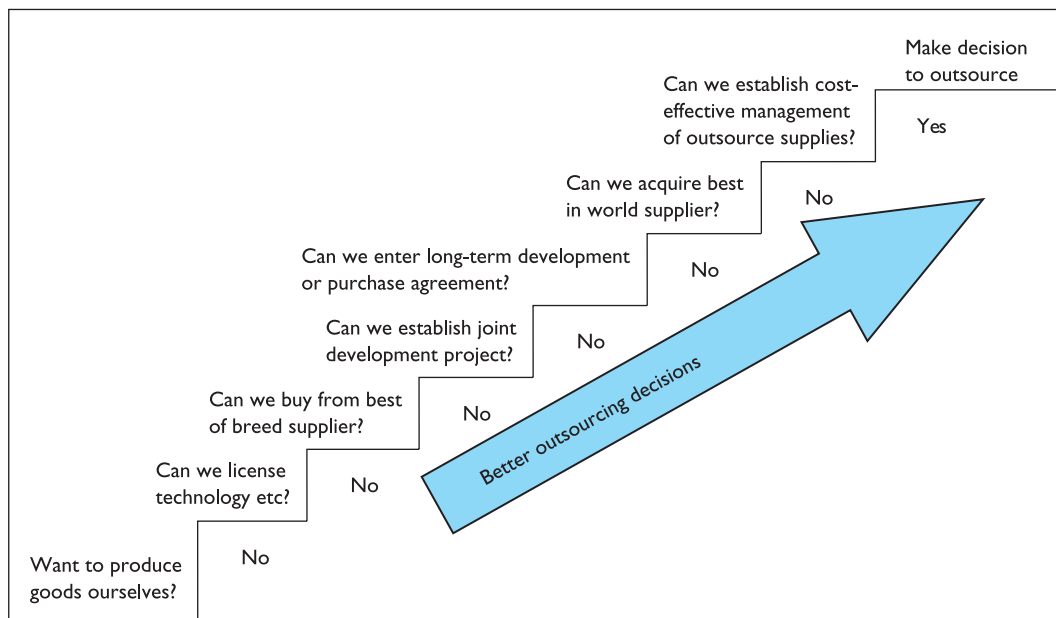 Make decision
to outsource
Can we establish cost-
effective management
of outsource supplies?
Yes
Can we acquire best
in world supplier?
No
Can we enter long-term development
or purchase agreement?
No
Can we establish joint
development project?
No
Can we buy from best
of breed supplier?
No
Can we license
technology etc?
No
Want to produce
goods ourselves?
No
Better outsourcing decisions